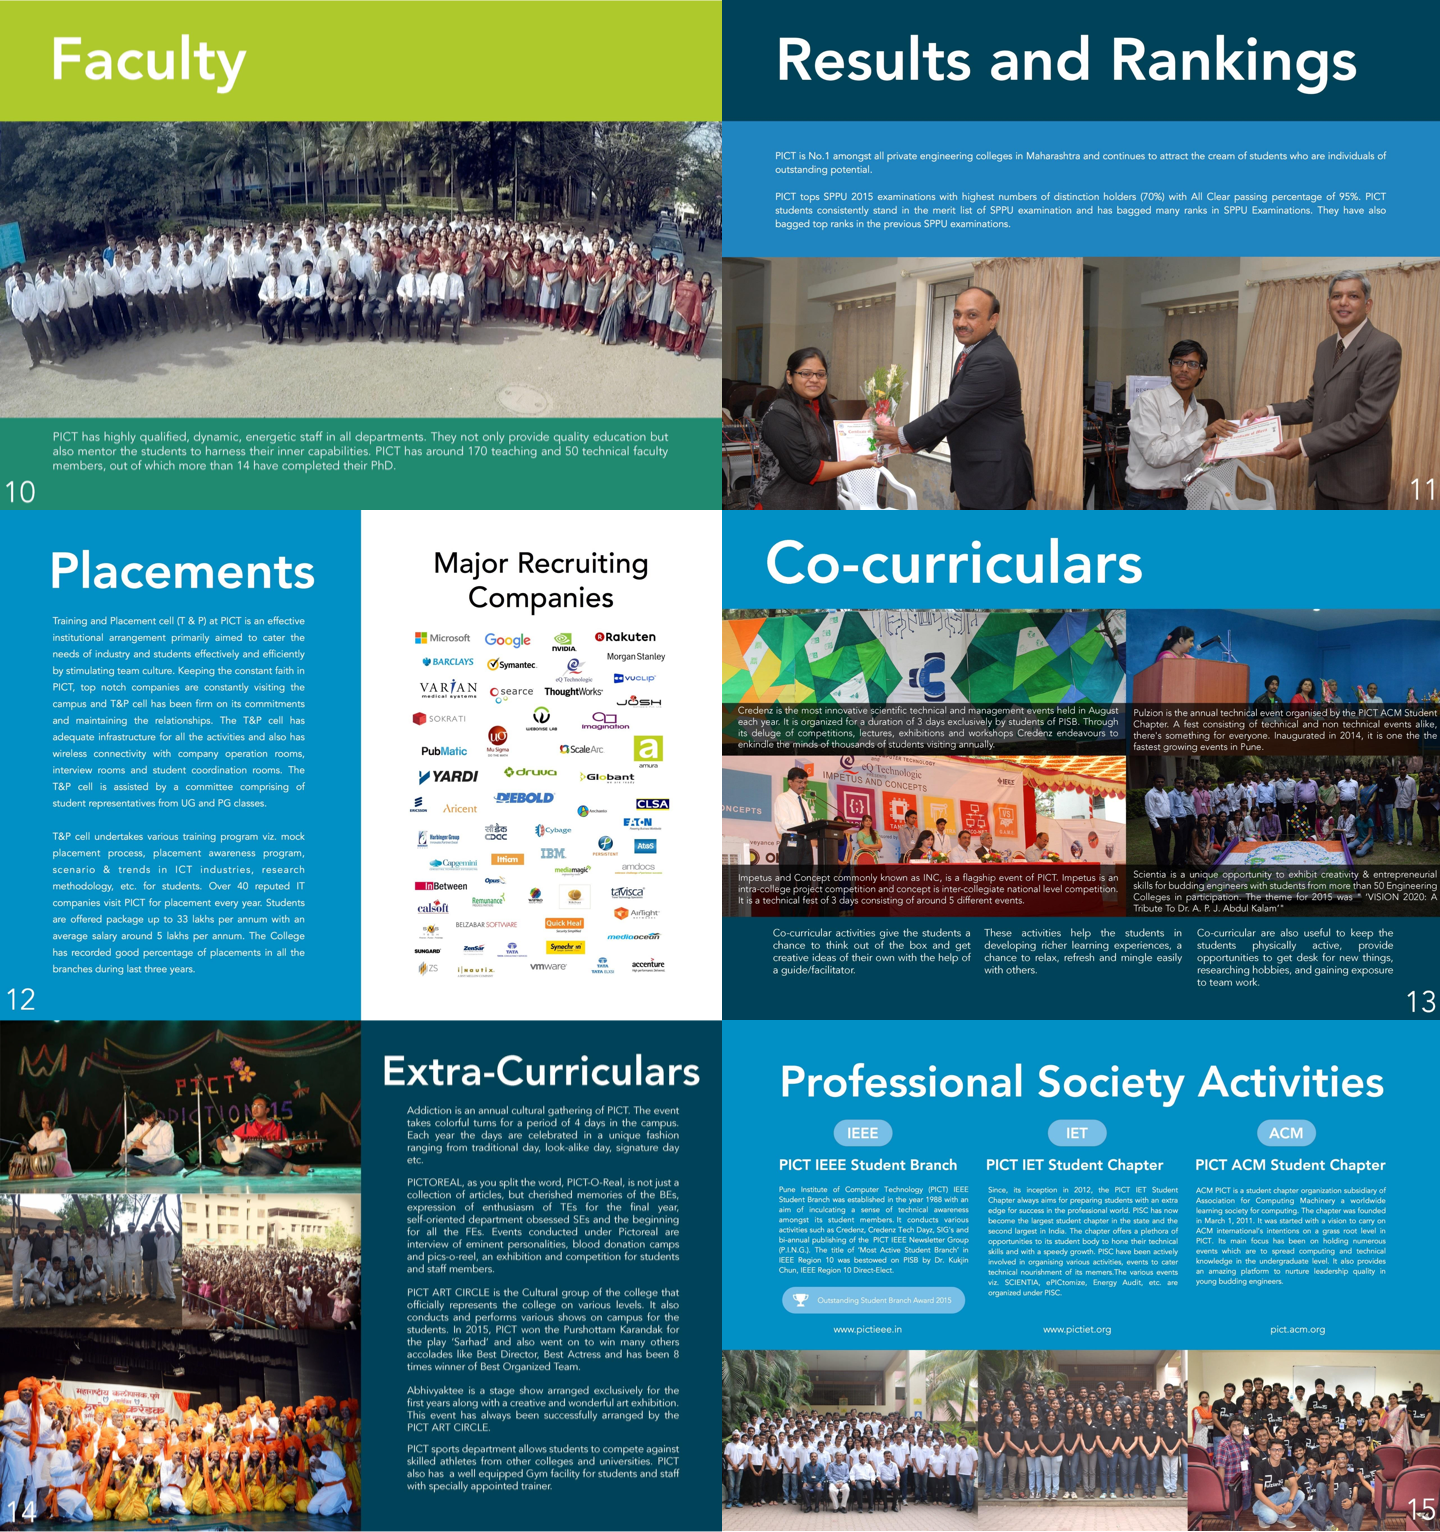 Faculty
PICT has highly qualified, dynamic, energetic staff in all departments. They not only provide quality education but
also mentor the students to harness their inner capabilities. PICT has around 170 teaching and 50 technical faculty
members, out of which more than 14 have completed their PhD.
10
Results and Rankings
PICT is No.1 amongst all private engineering colleges in Maharashtra and continues to attract the cream of students who are individuals of
outstanding potential.
PICT tops SPPU 2015 examinations with highest numbers of distinction holders (70%) with All Clear passing percentage of 95%. PICT
students consistently stand in the merit list of SPPU examination and has bagged many ranks in SPPU Examinations. They have also
bagged top ranks in the previous SPPU examinations.
11
Placements
Training and Placement cell (T & P) at PICT is an effective
institutional arrangement primarily aimed to cater the
needs of industry and students effectively and efficiently
by stimulating team culture. Keeping the constant faith in
PICT, top notch companies are constantly visiting the
campus and T&P cell has been firm on its commitments
and maintaining the relationships. The T&P cell has
adequate infrastructure for all the activities and also has
wireless connectivity with company operation rooms,
interview rooms and student coordination rooms. The
T&P cell is assisted by a committee comprising of
student representatives from UG and PG classes.
T&P cell undertakes various training program viz. mock
placement process, placement awareness program,
scenario & trends in ICT industries, research
methodology, etc. for students. Over 40 reputed IT
companies visit PICT for placement every year. Students
are offered package up to 33 lakhs per annum with an
average salary around 5 lakhs per annum. The College
has recorded good percentage of placements in all the
branches during last three years.
12
Major Recruiting
Companies
Microsoft
Google
NVIDIA
Rakuten
BARCLAYS
Symantec
eQ Technologic
Morgan Stanley
VUCLIP
VARIAN
medical systems
searce
ThoughtWorks
JOSH
SOKRATI
WEBONISE LAB
imagination
PubMatic
Mu Sigma
ScaleArc
a
amura
YARDI
druva
Globant
ERICSSON
Aricent
DIEBOLD
CLSA
Harbinger Group
CDAC
Cybage
EATON
Capgemini
Ittiam
IBM
PERSISTENT
AtoS
mediamagic
amdocs
InBetween
Opus
calsoft
Remunance
WIPRO
tavisca
BELZABAR SOFTWARE
Quick Heal
AirTight
mediaocean
SUNGARD
ZenSar
TATA
Synechron
ZS
inautix
vmware
TATA ELXSI
accenture
Co-curriculars
Credenz is the most innovative scientific technical and management events held in August
each year. It is organized for a duration of 3 days exclusively by students of PISB. Through
its deluge of competitions, lectures, exhibitions and workshops Credenz endeavours to
enkindle the minds of thousands of students visiting annually.
Pulzion is the annual technical event organised by the PICT ACM Student
Chapter. A fest consisting of technical and non technical events alike,
there's something for everyone. Inaugurated in 2014, it is one the the
fastest growing events in Pune.
eQ Technologic
IMPETUS AND CONCEPTS
IEEE
Impetus and Concept commonly known as INC, is a flagship event of PICT. Impetus is an
intra-college project competition and concept is inter-collegiate national level competition.
It is a technical fest of 3 days consisting of around 5 different events.
Scientia is a unique opportunity to exhibit creativity & entrepreneurial
skills for budding engineers with students from more than 50 Engineering
Colleges in participation. The theme for 2015 was " 'VISION 2020: A
Tribute To Dr. A. P. J. Abdul Kalam'"
Co-curricular activities give the students a
chance to think out of the box and get
creative ideas of their own with the help of
a guide/facilitator.
These activities help the students in
developing richer learning experiences, a
chance to relax, refresh and mingle easily
with others.
Co-curricular are also useful to keep the
students physically active, provide
opportunities to get desk for new things,
researching hobbies, and gaining exposure
to team work.
13
PICT
DDICTION 15
महाराष्ट्रीय कलोपासक, पुणे
14
Extra-Curriculars
Addiction is an annual cultural gathering of PICT. The event
takes colorful turns for a period of 4 days in the campus.
Each year the days are celebrated in a unique fashion
ranging from traditional day, look-alike day, signature day
etc.
PICTOREAL, as you split the word, PICT-O-Real, is not just a
collection of articles, but cherished memories of the BEs,
expression of enthusiasm of TEs for the final year,
self-oriented department obsessed SEs and the beginning
for all the FEs. Events conducted under Pictoreal are
interview of eminent personalities, blood donation camps
and pics-o-reel, an exhibition and competition for students
and staff members.
PICT ART CIRCLE is the Cultural group of the college that
officially represents the college on various levels. It also
conducts and performs various shows on campus for the
students. In 2015, PICT won the Purshottam Karandak for
the play 'Sarhad' and also went on to win many others
accolades like Best Director, Best Actress and has been 8
times winner of Best Organized Team.
Abhivyaktee is a stage show arranged exclusively for the
first years along with a creative and wonderful art exhibition.
This event has always been successfully arranged by the
PICT ART CIRCLE.
PICT sports department allows students to compete against
skilled athletes from other colleges and universities. PICT
also has a well equipped Gym facility for students and staff
with specially appointed trainer.
Professional Society Activities
IEEE
PICT IEEE Student Branch
Pune Institute of Computer Technology (PICT) IEEE
Student Branch was established in the year 1988 with an
aim of inculcating a sense of technical awareness
amongst its student members. It conducts various
activities such as Credenz, Credenz Tech Dayz, SIG's and
bi-annual publishing of the PICT IEEE Newsletter Group
(P.I.N.G.). The title of 'Most Active Student Branch' in
IEEE Region 10 was bestowed on PISB by Dr. Kukjin
Chun, IEEE Region 10 Direct-Elect.
Outstanding Student Branch Award 2015
www.pictieee.in
IET
PICT IET Student Chapter
Since, its inception in 2012, the PICT IET Student
Chapter always aims for preparing students with an extra
edge for success in the professional world. PISC has now
become the largest student chapter in the state and the
second largest in India. The chapter offers a plethora of
opportunities to its student body to hone their technical
skills and with a speedy growth. PISC have been actively
involved in organising various activities, events to cater
technical nourishment of its memers.The various events
viz. SCIENTIA, ePICtomize, Energy Audit, etc. are
organized under PISC.
www.pictiet.org
ACM
PICT ACM Student Chapter
ACM PICT is a student chapter organization subsidiary of
Association for Computing Machinery a worldwide
learning society for computing. The chapter was founded
in March 1, 2011. It was started with a vision to carry on
ACM international's intentions on a grass root level in
PICT. Its main focus has been on holding numerous
events which are to spread computing and technical
knowledge in the undergraduate level. It also provides
an amazing platform to nurture leadership quality in
young budding engineers.
pict.acm.org
15